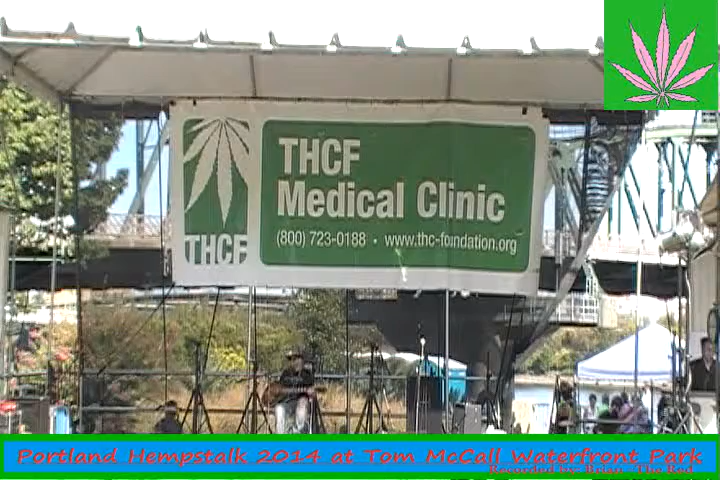 THCF
Medical Clinic
(800) 723-0188 • www.thc-foundation.org
THCF
Portland Hempstalk 2014 at Tom McCall Waterfront Park
Recorded by: Brian "The Red